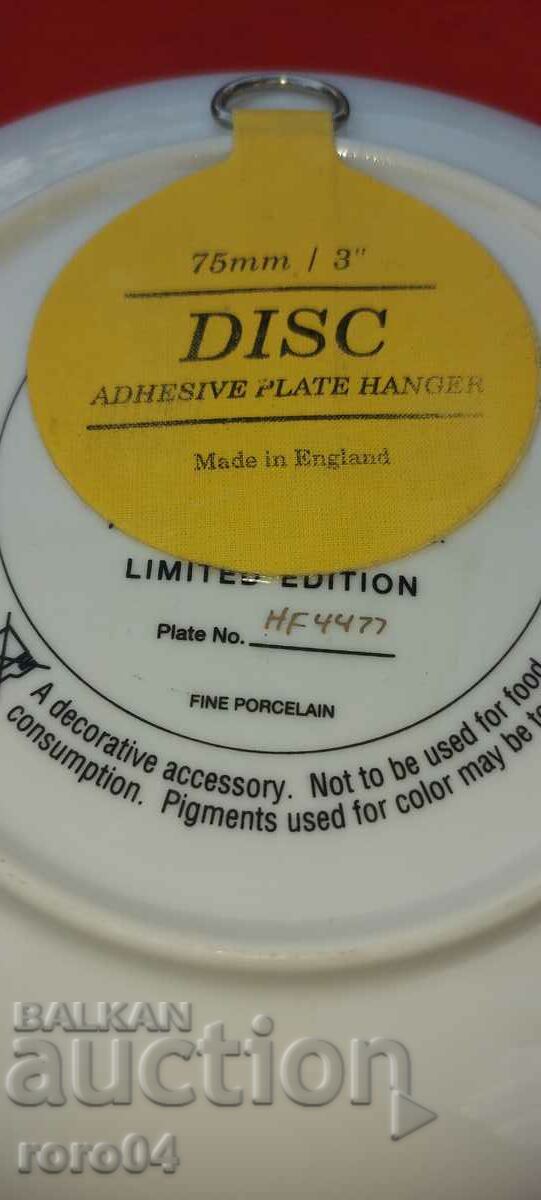 75mm / 3"
DISC
ADHESIVE PLATE HANGER
Made in England
LIMITED EDITION
Plate No. HF4477
FINE PORCELAIN
A decorative accessory. Not to be used for food
consumption. Pigments used for color may be
BALKAN
auction
roro04